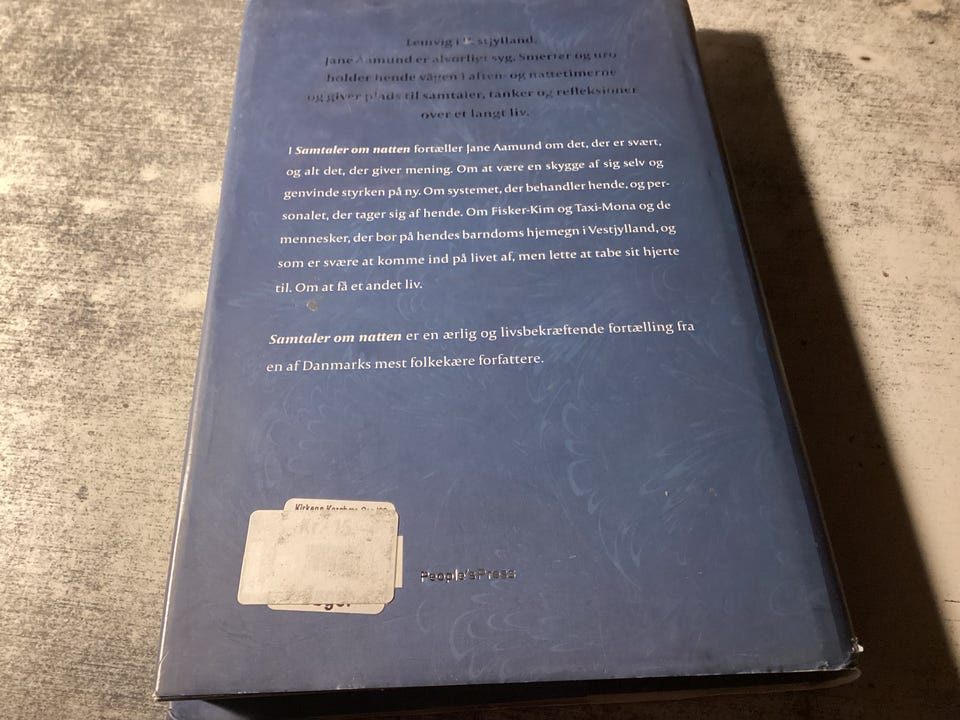 Lemvig i Vestjylland.
Jane Aamund er alvorligt syg. Smerter og uro
holder hende vågen i aften- og nattetimerne
og giver plads til samtaler, tanker og refleksioner
over et langt liv.
I Samtaler om natten fortæller Jane Aamund om det, der er svært,
og alt det, der giver mening. Om at være en skygge af sig selv og
genvinde styrken på ny. Om systemet, der behandler hende, og per-
sonalet, der tager sig af hende. Om Fisker-Kim og Taxi-Mona og de
mennesker, der bor på hendes barndoms hjemegn i Vestjylland, og
som er svære at komme ind på livet af, men lette at tabe sit hjerte
til. Om at få et andet liv.
Samtaler om natten er en ærlig og livsbekræftende fortælling fra
en af Danmarks mest folkekære forfattere.
Kirkens Korshær
People'sPress